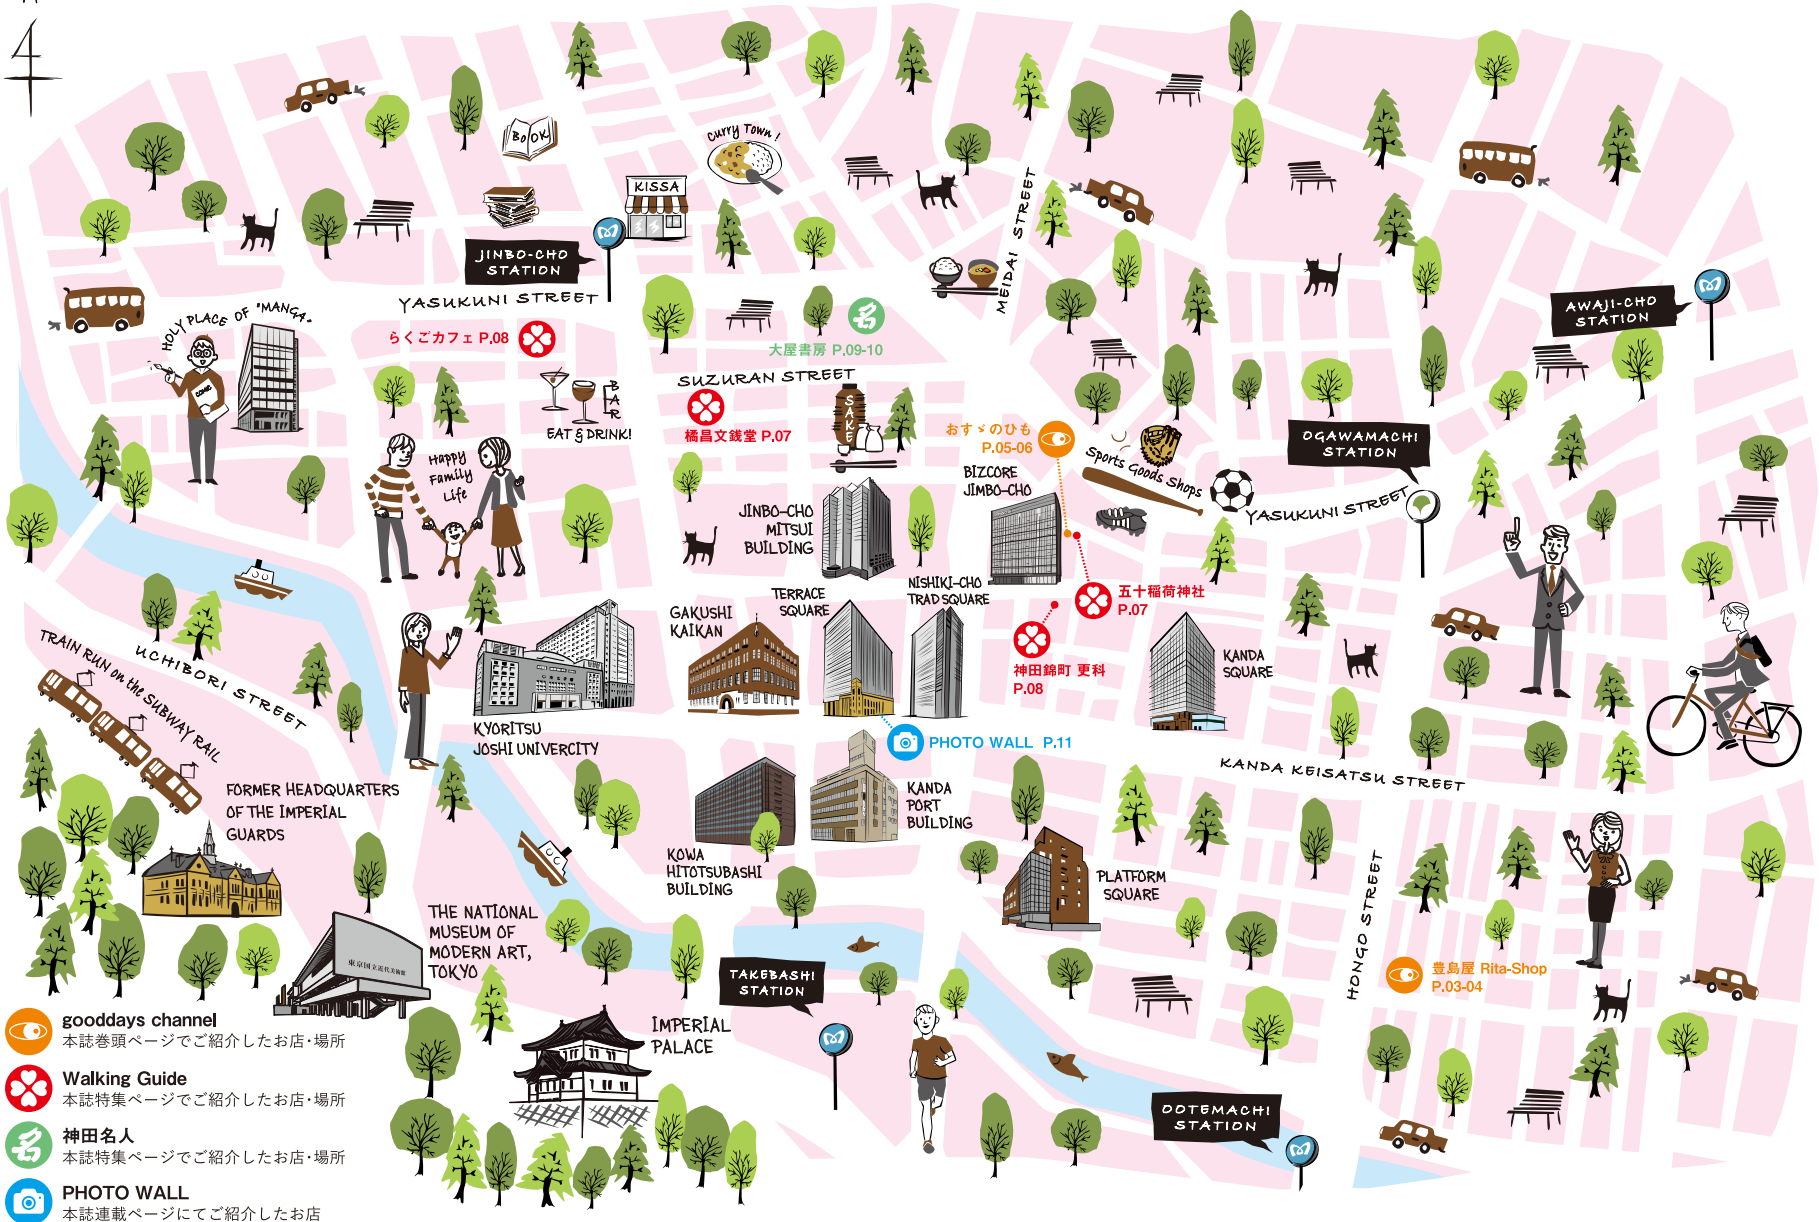 BOOK
Curry Town!
KISSA
JINBO-CHO
STATION
YASUKUNI STREET
MEIDAI STREET
AWAJI-CHO
STATION
HOLY PLACE OF "MANGA"
COMIC
らくごカフェ P.08
大屋書房 P.09-10
SUZURAN STREET
橘昌文銭堂 P.07
BAR
EAT & DRINK!
SAKE
Happy
Family
Life
おすゞのひも
P.05-06
Sports Goods Shops
OGAWAMACHI
STATION
YASUKUNI STREET
BIZCORE
JIMBO-CHO
JINBO-CHO
MITSUI
BUILDING
NISHIKI-CHO
TRAD SQUARE
TERRACE
SQUARE
GAKUSHI
KAIKAN
五十稲荷神社
P.07
神田錦町 更科
P.08
KANDA
SQUARE
UCHIBORI STREET
TRAIN RUN on the SUBWAY RAIL
KYORITSU
JOSHI UNIVERCITY
PHOTO WALL P.11
KANDA KEISATSU STREET
FORMER HEADQUARTERS
OF THE IMPERIAL
GUARDS
KANDA
PORT
BUILDING
KOWA
HITOTSUBASHI
BUILDING
PLATFORM
SQUARE
HONGO STREET
THE NATIONAL
MUSEUM OF
MODERN ART,
TOKYO
東京国立近代美術館
TAKEBASHI
STATION
豊島屋 Rita-Shop
P.03-04
IMPERIAL
PALACE
OOTEMACHI
STATION
gooddays channel
本誌巻頭ページでご紹介したお店・場所
Walking Guide
本誌特集ページでご紹介したお店・場所
名
神田名人
本誌特集ページでご紹介したお店・場所
PHOTO WALL
本誌連載ページにてご紹介したお店